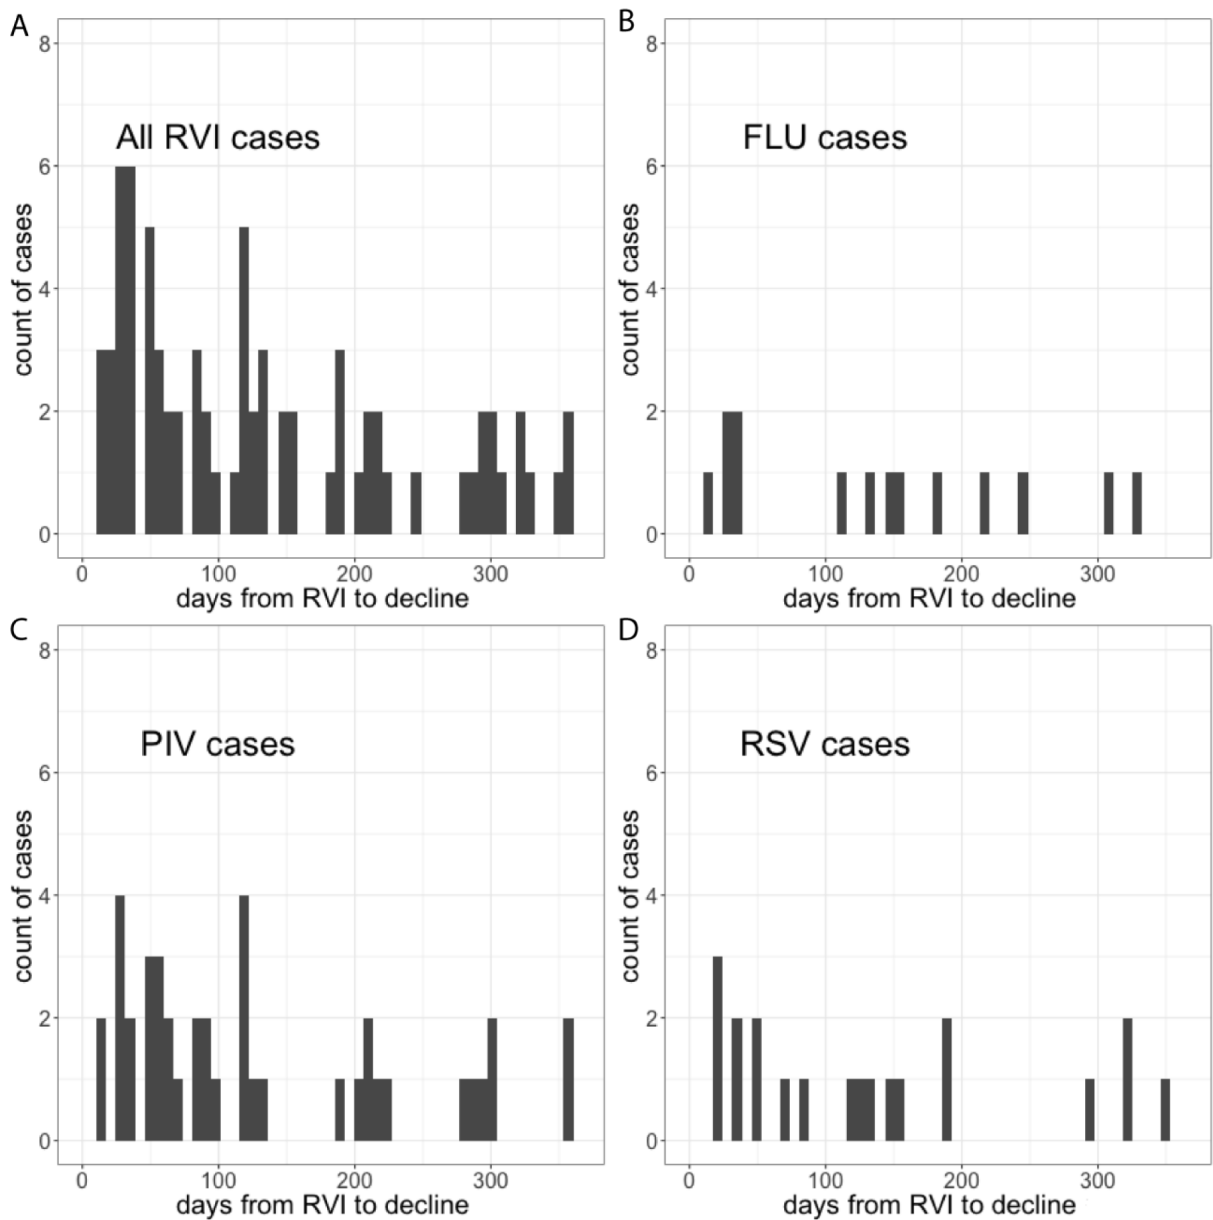 A
8
6
4
2
0
count of cases
All RVI cases
0 100 200 300
days from RVI to decline
B
8
6
4
2
0
count of cases
FLU cases
0 100 200 300
days from RVI to decline
C
8
6
4
2
0
count of cases
PIV cases
0 100 200 300
days from RVI to decline
D
8
6
4
2
0
count of cases
RSV cases
0 100 200 300
days from RVI to decline